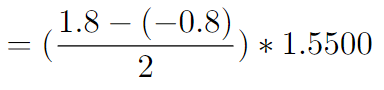 = (\frac{1.8 − (−0.8)}{2}) ∗ 1.5500